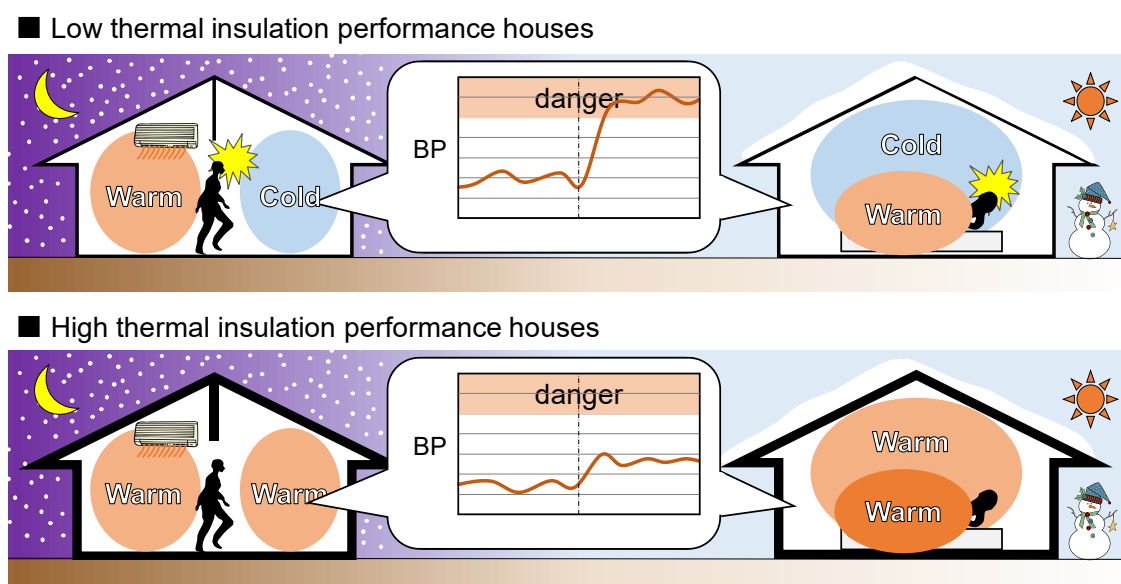 ■ Low thermal insulation performance houses
danger
BP
Warm
Cold
Cold
Warm
■ High thermal insulation performance houses
danger
BP
Warm
Warm
Warm
Warm